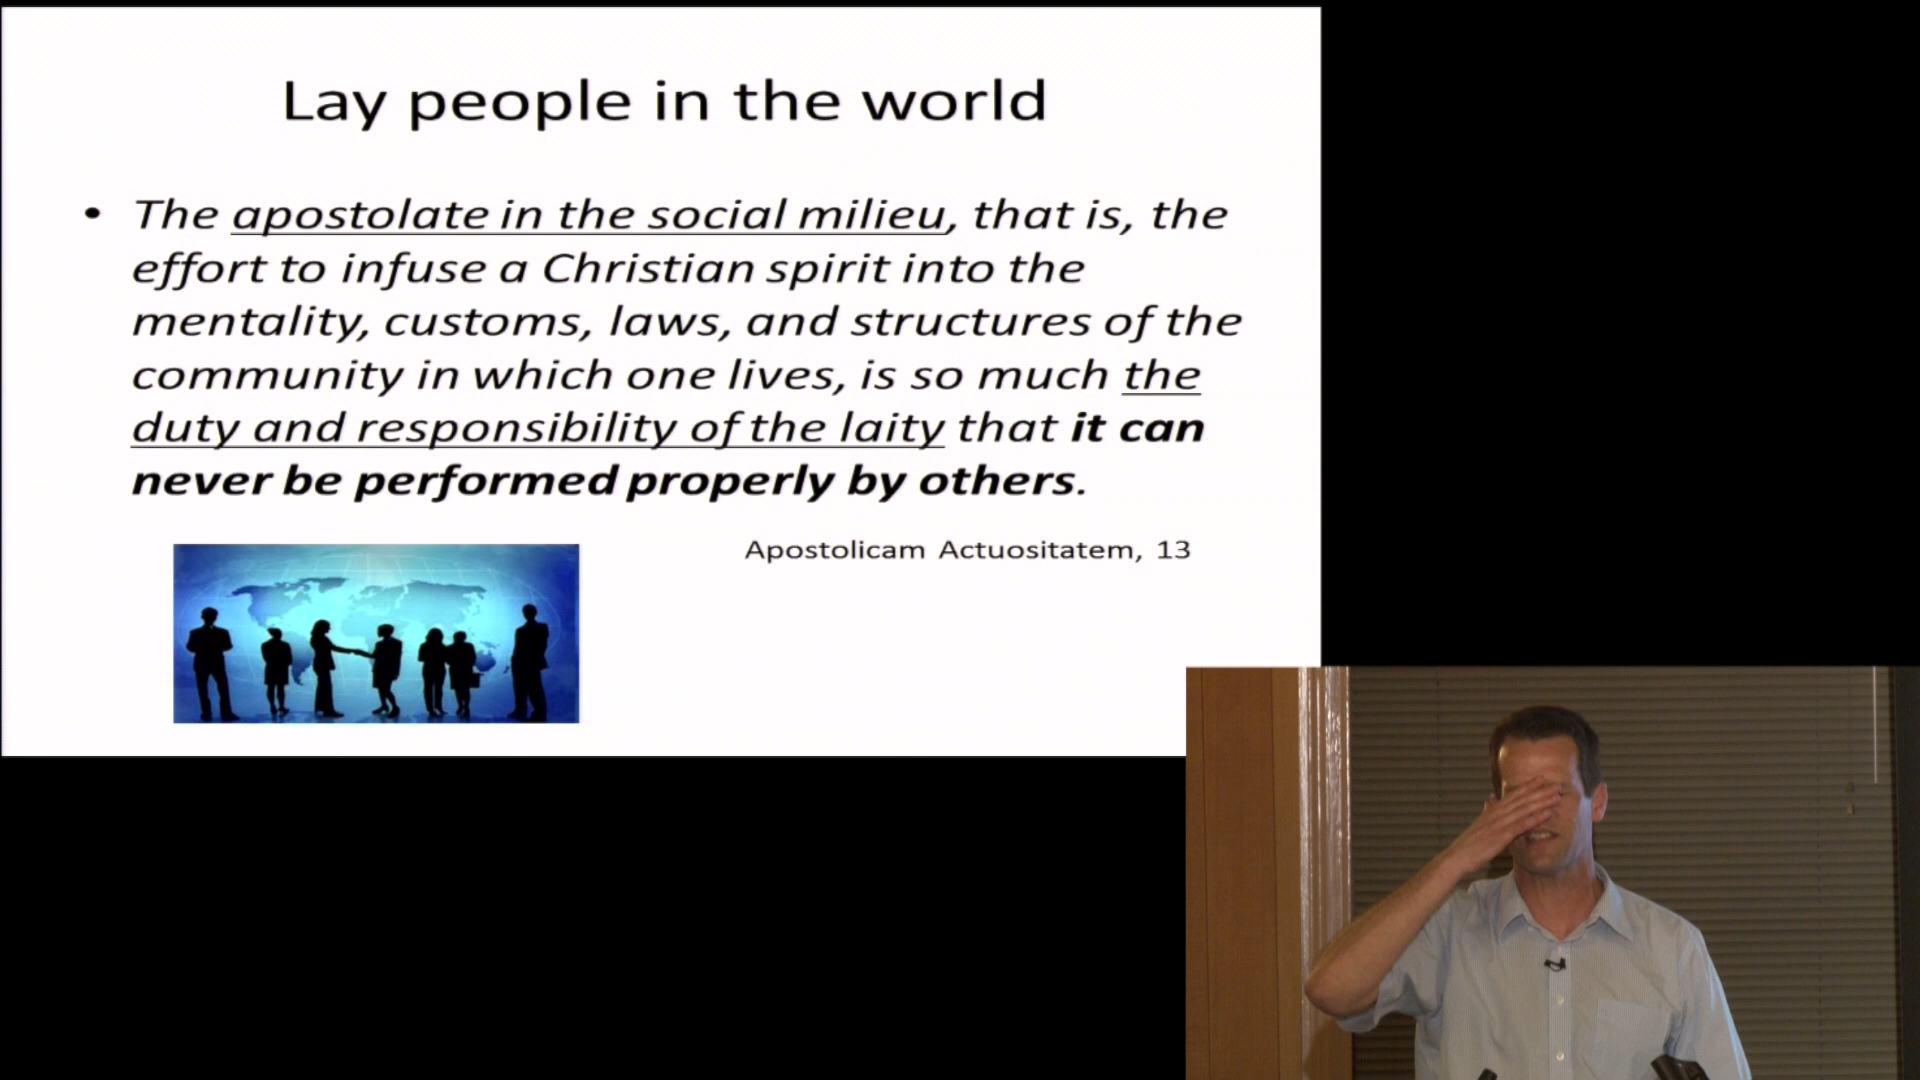 Lay people in the world
• The apostolate in the social milieu, that is, the
effort to infuse a Christian spirit into the
mentality, customs, laws, and structures of the
community in which one lives, is so much the
duty and responsibility of the laity that it can
never be performed properly by others.
Apostolicam Actuositatem, 13